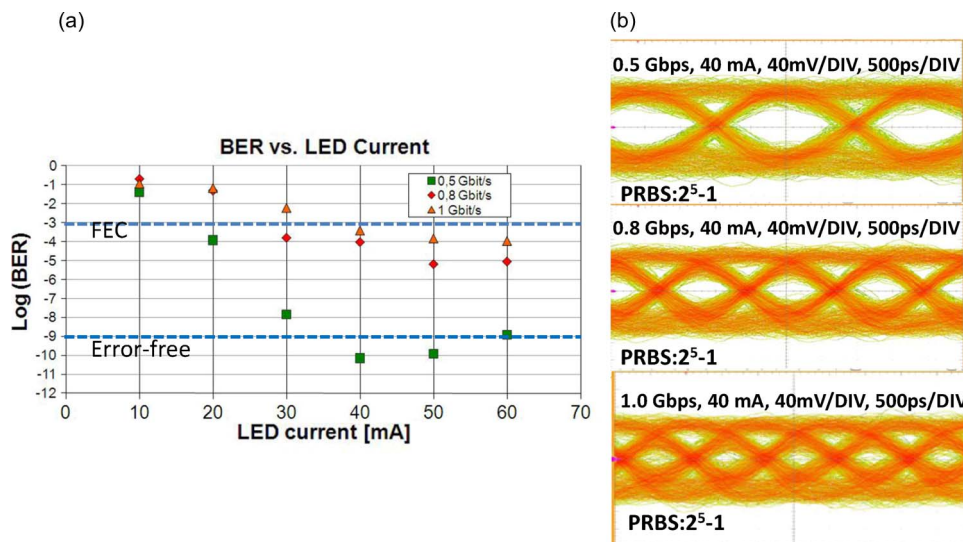 (a)
(b)
BER vs. LED Current
0
-1
-2
-3
-4
-5
-6
-7
-8
-9
-10
-11
-12
Log (BER)
0,5 Gbit/s
0,8 Gbit/s
1 Gbit/s
FEC
Error-free
0 10 20 30 40 50 60 70
LED current [mA]
0.5 Gbps, 40 mA, 40mV/DIV, 500ps/DIV
PRBS:2⁵-1
0.8 Gbps, 40 mA, 40mV/DIV, 500ps/DIV
PRBS:2⁵-1
1.0 Gbps, 40 mA, 40mV/DIV, 500ps/DIV
PRBS:2⁵-1